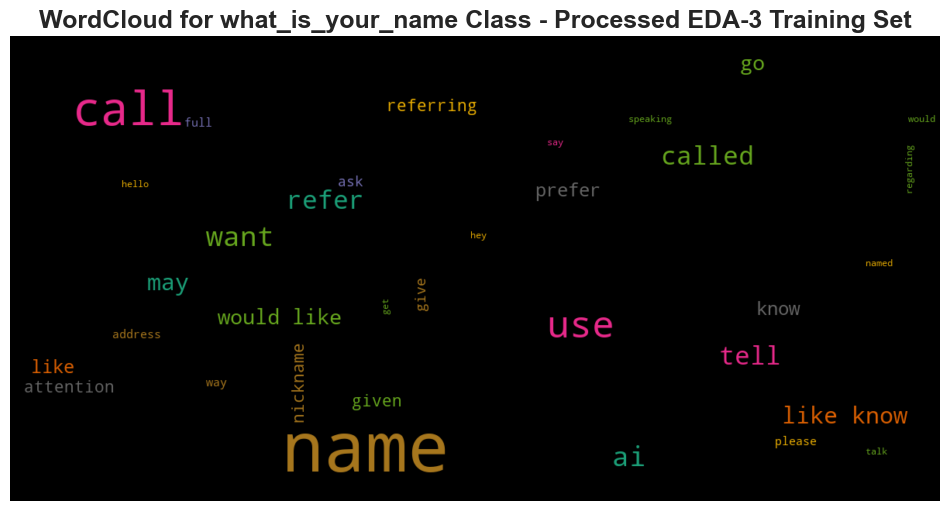 WordCloud for what_is_your_name Class - Processed EDA-3 Training Set
go
call
referring
full
speaking
would
say
called
regarding
hello
ask
prefer
refer
want
hey
named
may
give
get
would like
know
use
address
tell
like
attention
way
nickname
given
like know
name
please
ai
talk